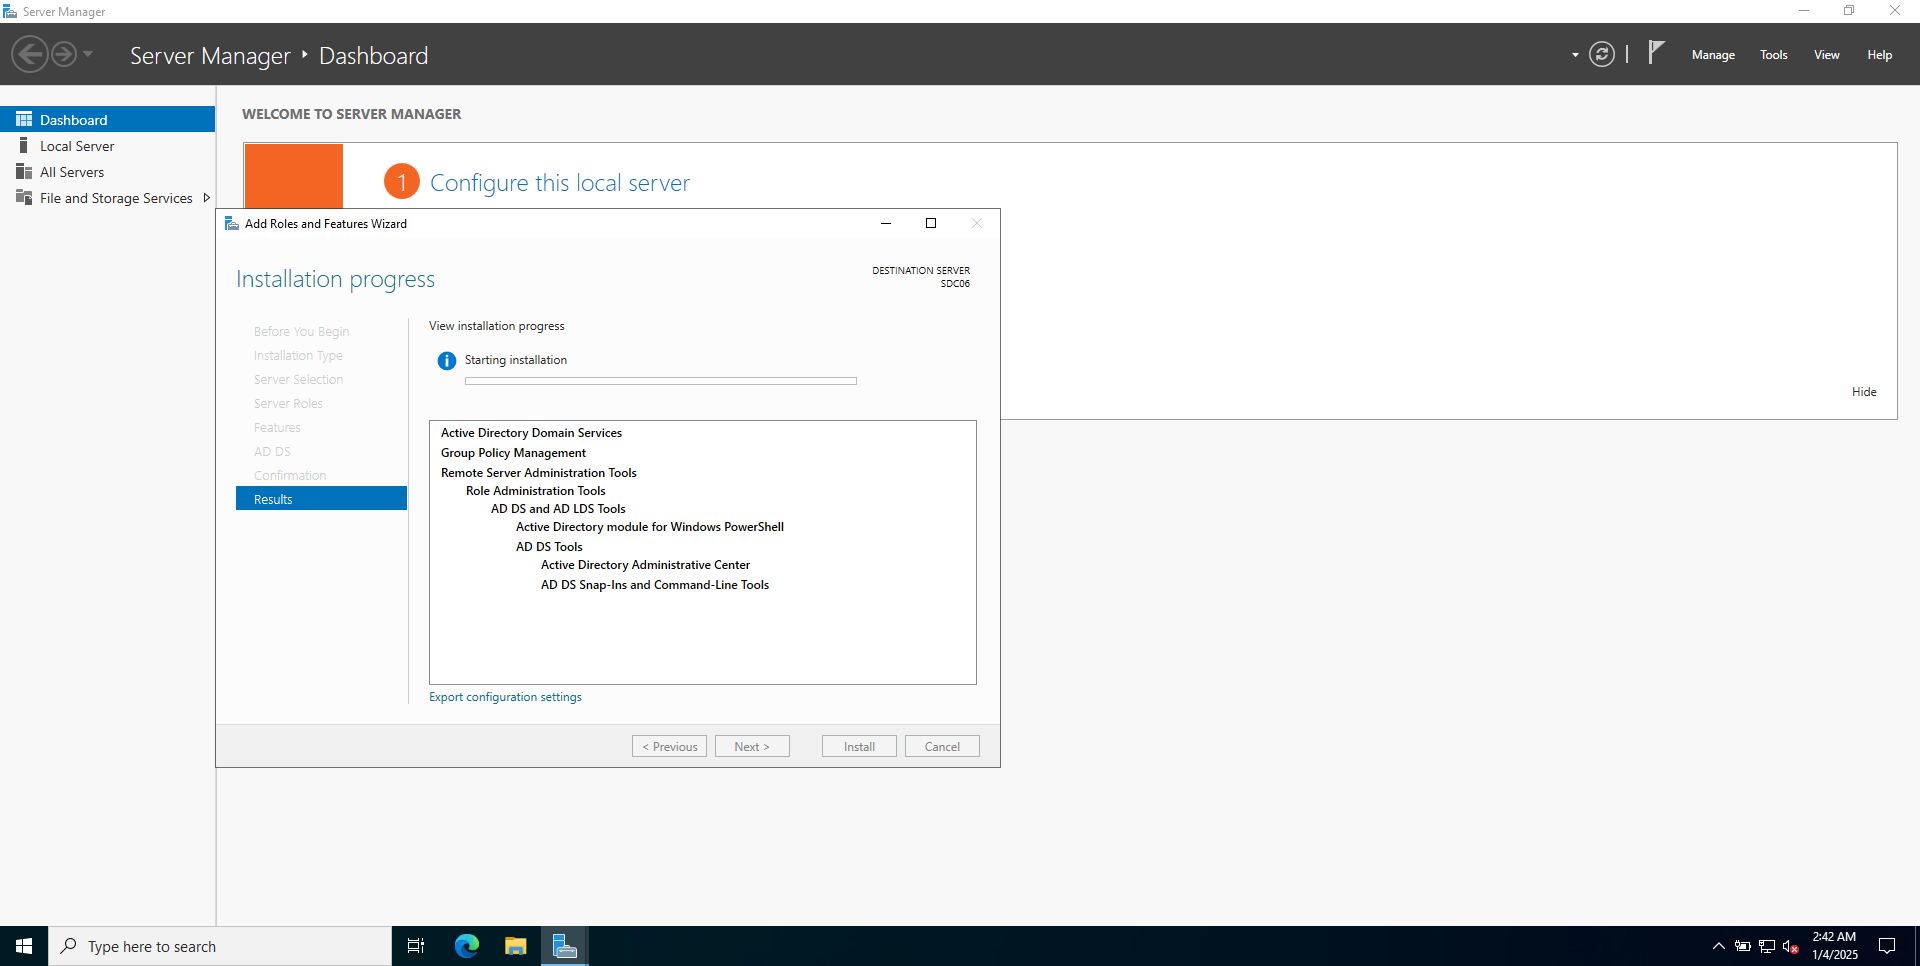 Server Manager
Server Manager ‣ Dashboard
Manage
Tools
View
Help
Dashboard
Local Server
All Servers
File and Storage Services
WELCOME TO SERVER MANAGER
1 Configure this local server
Hide
Add Roles and Features Wizard
Installation progress
DESTINATION SERVER
SDC06
Before You Begin
Installation Type
Server Selection
Server Roles
Features
AD DS
Confirmation
Results
View installation progress
Starting installation
Active Directory Domain Services
Group Policy Management
Remote Server Administration Tools
Role Administration Tools
AD DS and AD LDS Tools
Active Directory module for Windows PowerShell
AD DS Tools
Active Directory Administrative Center
AD DS Snap-Ins and Command-Line Tools
Export configuration settings
< Previous
Next >
Install
Cancel
Type here to search
2:42 AM
1/4/2025